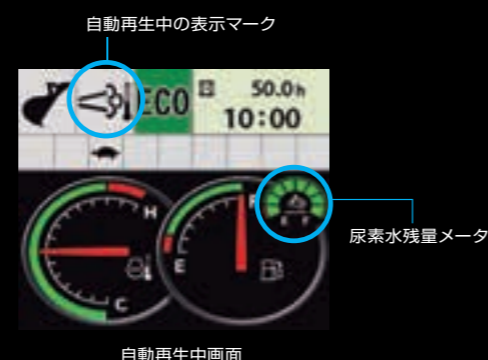 自動再生中の表示マーク
ECO
50.0h
10:00
H
C
F
E
E F
尿素水残量メータ
自動再生中画面